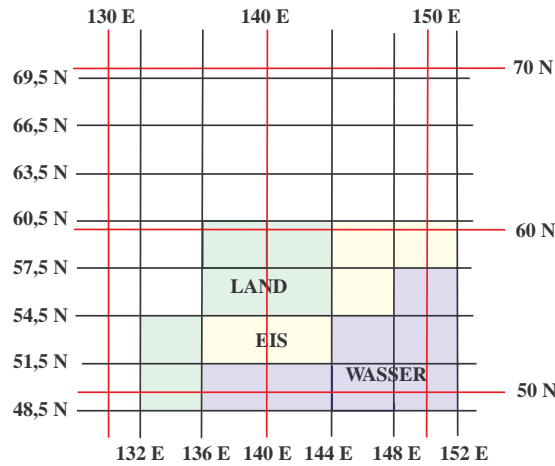 130 E 140 E 150 E
70 N
69,5 N
66,5 N
63,5 N
60,5 N
60 N
57,5 N
LAND
54,5 N
EIS
51,5 N
WASSER
50 N
48,5 N
132 E 136 E 140 E 144 E 148 E 152 E